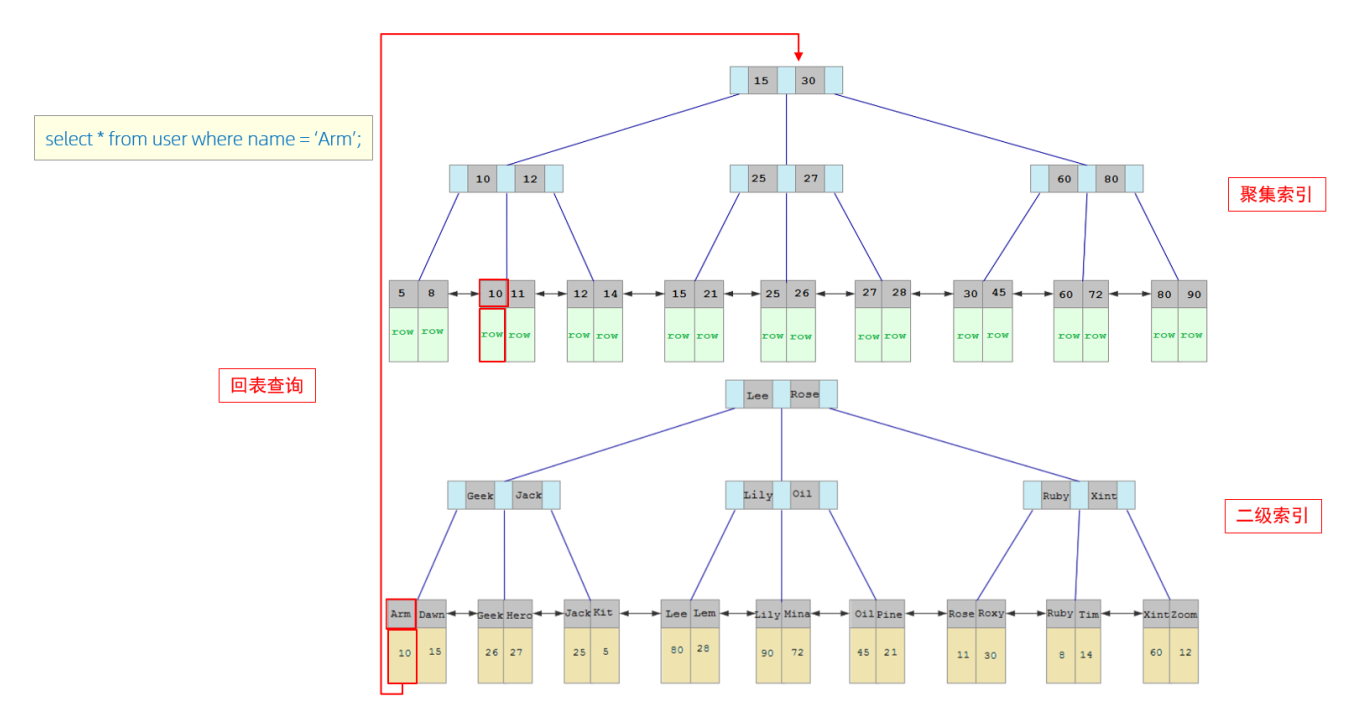 15 30
select * from user where name = ‘Arm’;
10 12
25 27
60 80
聚集索引
5 8 10 11 12 14 15 21 25 26 27 28 30 45 60 72 80 90
row row row row row row row row row row row row row row row row row row
回表查询
Lee Rose
Geek Jack
Lily Oil
Ruby Xint
二级索引
Arm Dawn Geek Hero Jack Kit Lee Lem Lily Mina Oil Pine Rose Roxy Ruby Tim Xint Zoom
10 15 26 27 25 5 80 28 90 72 45 21 11 30 8 14 60 12